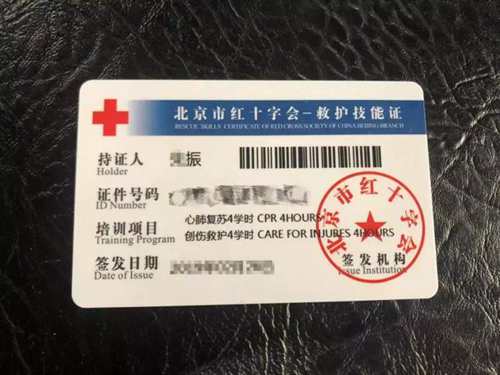 北京市红十字会-救护技能证
RESCUE SKILLS CERTIFICATE OF RED CROSS SOCIETY OF CHINA BEIJING BRANCH
持证人 振
Holder
证件号码
ID Number
心肺复苏4学时 CPR 4HOURS
培训项目
创伤救护4学时 CARE FOR INJURES 4HOURS
Training Program
签发日期
Date of Issue
签发机构
Issue Institution
北京市红十字会